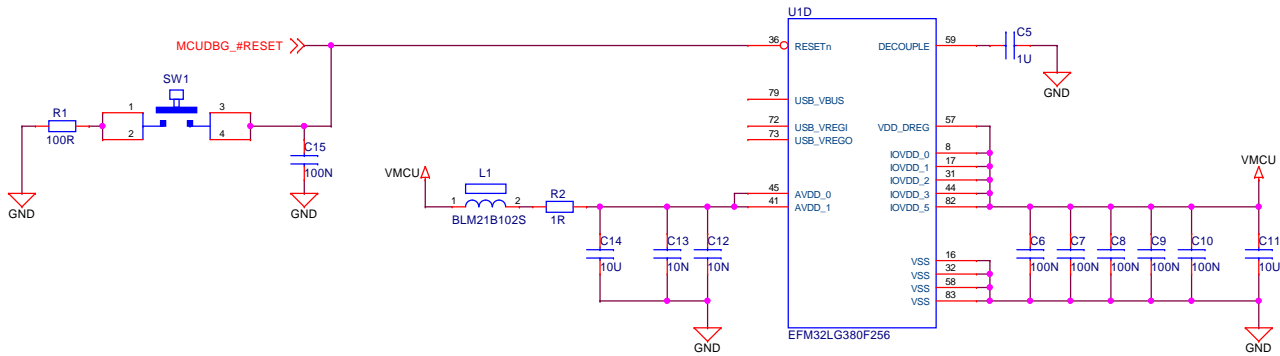 U1D
MCUDBG_#RESET
36
RESETn
DECOUPLE
59
C5
1U
GND
SW1
R1
100R
1
2
3
4
C15
100N
GND
GND
79
USB_VBUS
72
USB_VREGI
73
USB_VREGO
VDD_DREG
57
IOVDD_0
8
IOVDD_1
17
IOVDD_2
31
IOVDD_3
44
IOVDD_5
82
VMCU
VMCU
L1
1
2
BLM21B102S
R2
1R
45
AVDD_0
41
AVDD_1
C14
10U
C13
10N
C12
10N
GND
VSS
16
VSS
32
VSS
58
VSS
83
C6
100N
C7
100N
C8
100N
C9
100N
C10
100N
C11
10U
GND
EFM32LG380F256